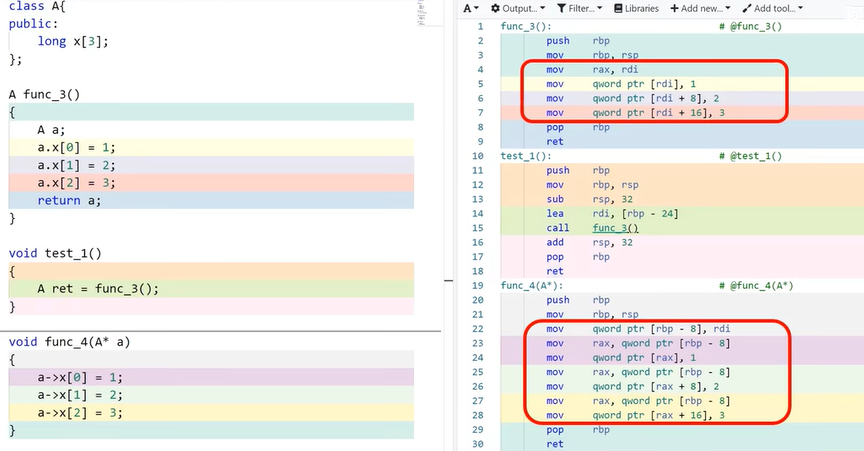 class A{
public:
    long x[3];
};
A func_3()
{
    A a;
    a.x[0] = 1;
    a.x[1] = 2;
    a.x[2] = 3;
    return a;
}
void test_1()
{
    A ret = func_3();
}
void func_4(A* a)
{
    a->x[0] = 1;
    a->x[1] = 2;
    a->x[2] = 3;
}
A Output... Filter... Libraries + Add new... Add tool...
1 func_3(): # @func_3()
2 push rbp
3 mov rbp, rsp
4 mov rax, rdi
5 mov qword ptr [rdi], 1
6 mov qword ptr [rdi + 8], 2
7 mov qword ptr [rdi + 16], 3
8 pop rbp
9 ret
10 test_1(): # @test_1()
11 push rbp
12 mov rbp, rsp
13 sub rsp, 32
14 lea rdi, [rbp - 24]
15 call func_3()
16 add rsp, 32
17 pop rbp
18 ret
19 func_4(A*): # @func_4(A*)
20 push rbp
21 mov rbp, rsp
22 mov qword ptr [rbp - 8], rdi
23 mov rax, qword ptr [rbp - 8]
24 mov qword ptr [rax], 1
25 mov rax, qword ptr [rbp - 8]
26 mov qword ptr [rax + 8], 2
27 mov rax, qword ptr [rbp - 8]
28 mov qword ptr [rax + 16], 3
29 pop rbp
30 ret